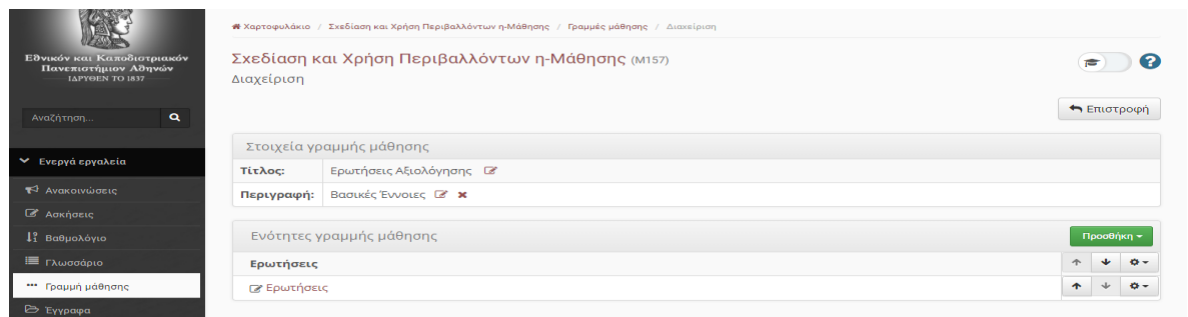 Εθνικόν και Καποδιστριακόν
Πανεπιστήμιον Αθηνών
ΙΔΡΥΘΕΝ ΤΟ 1837
Αναζήτηση...
Ενεργά εργαλεία
Ανακοινώσεις
Ασκήσεις
Βαθμολόγιο
Γλωσσάριο
Γραμμή μάθησης
Έγγραφα
Χαρτοφυλάκιο / Σχεδίαση και Χρήση Περιβαλλόντων η-Μάθησης / Γραμμές μάθησης / Διαχείριση
Σχεδίαση και Χρήση Περιβαλλόντων η-Μάθησης (M157)
Διαχείριση
Επιστροφή
Στοιχεία γραμμής μάθησης
Τίτλος: Ερωτήσεις Αξιολόγησης
Περιγραφή: Βασικές Έννοιες
Ενότητες γραμμής μάθησης
Προσθήκη
Ερωτήσεις
Ερωτήσεις